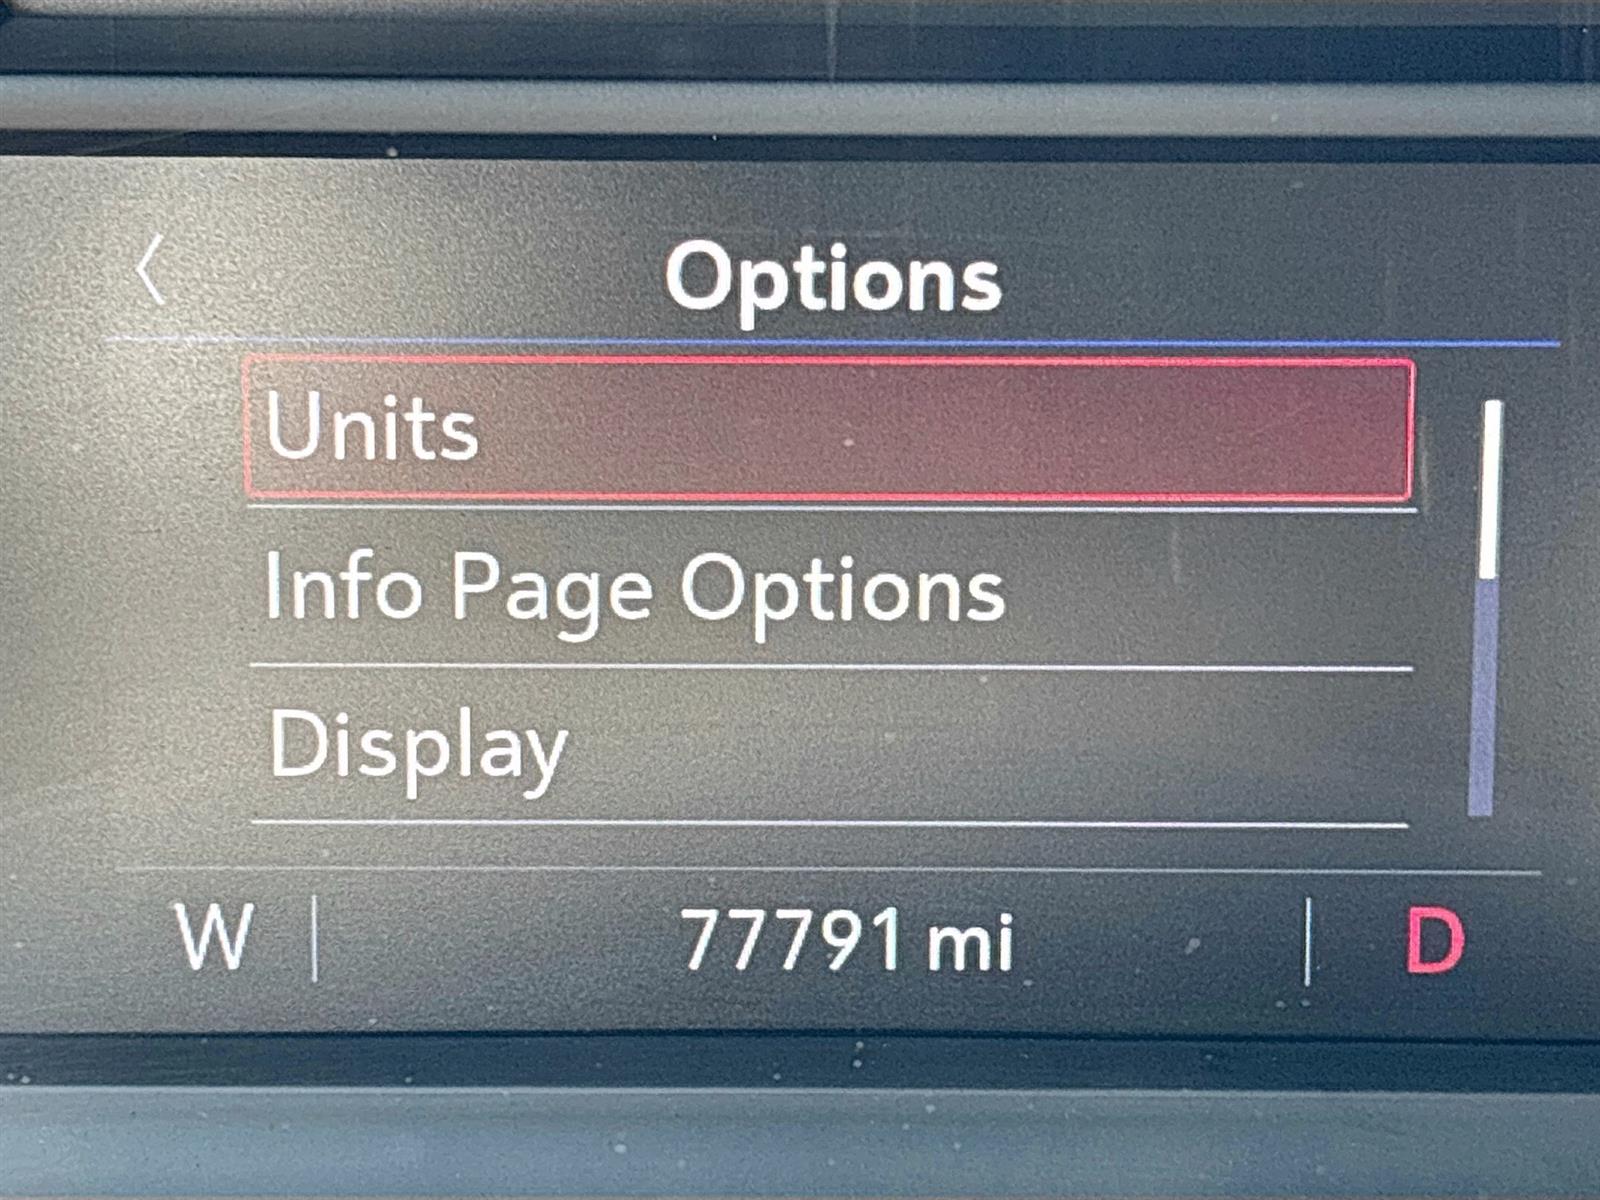 Options
Units
Info Page Options
Display
W 77791 mi D